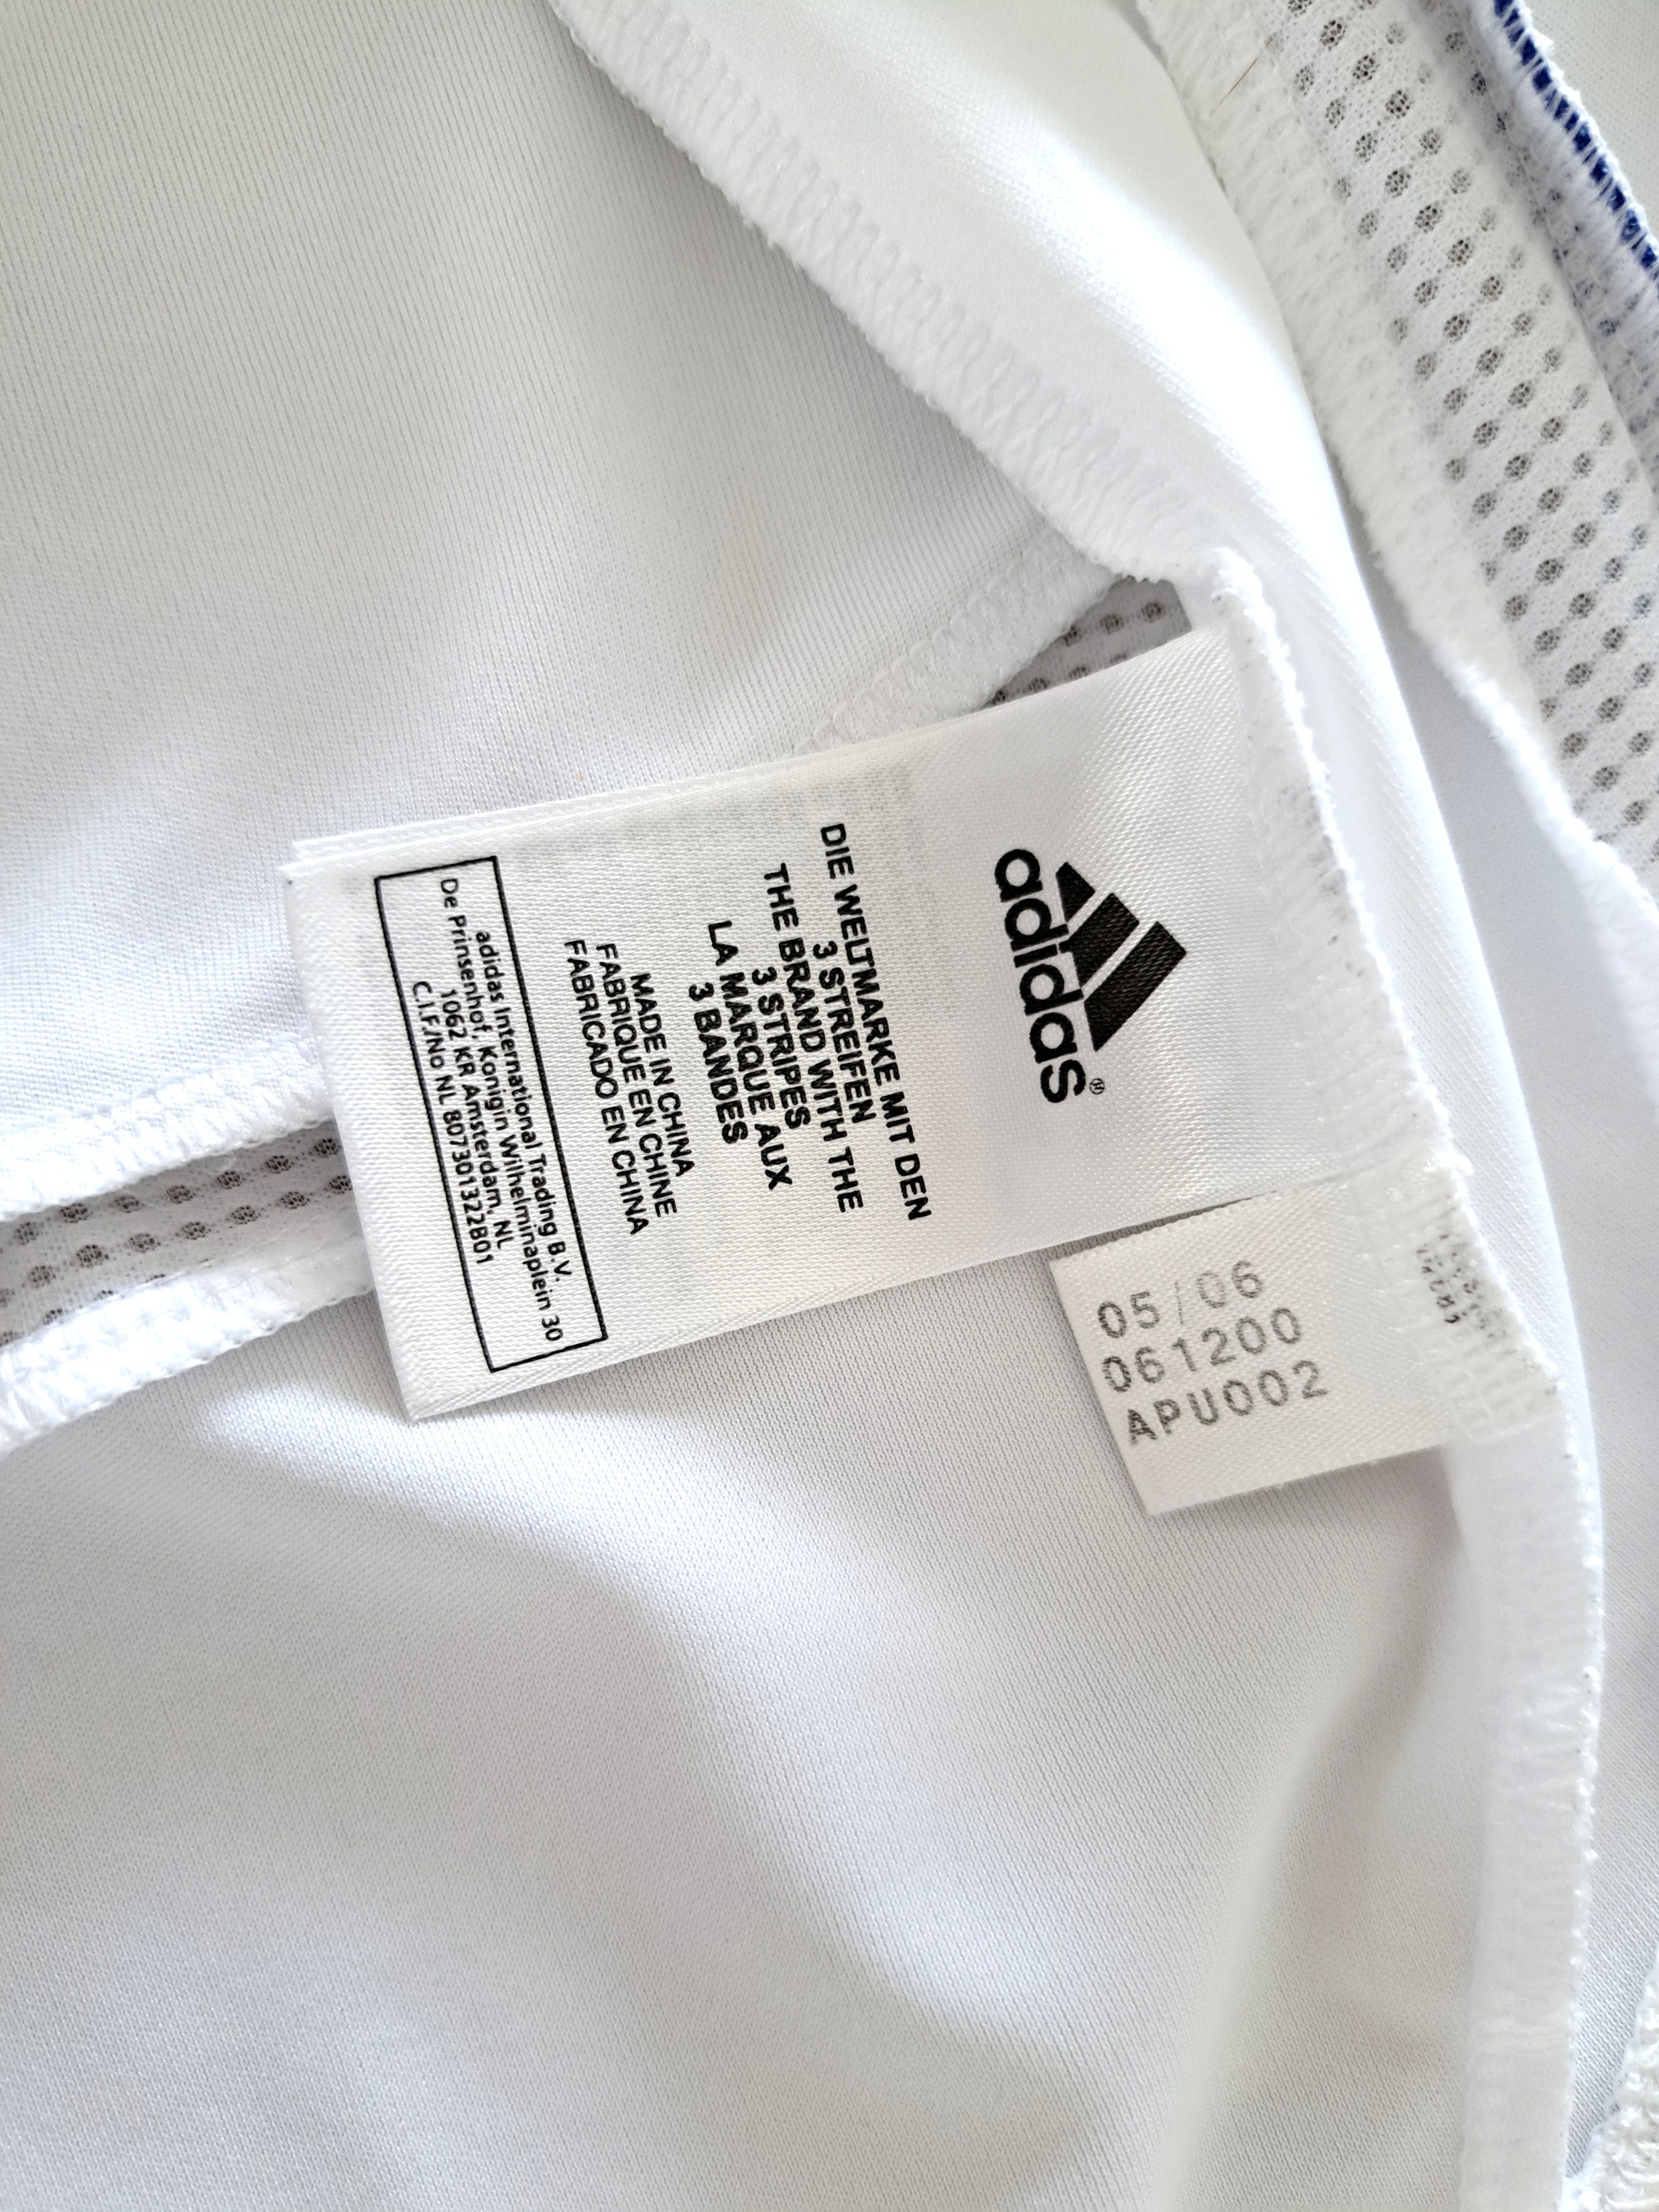 adidas®
DIE WELTMARKE MIT DEN
3 STREIFEN
THE BRAND WITH THE
3 STRIPES
LA MARQUE AUX
3 BANDES
MADE IN CHINA
FABRIQUE EN CHINE
FABRICADO EN CHINA
adidas International Trading B.V.
De Prinsenhof, Konigin Wilhelminaplein 30
1062 KR Amsterdam, NL
C.I.F/No NL 807301322B01
05/06
061200
APU002